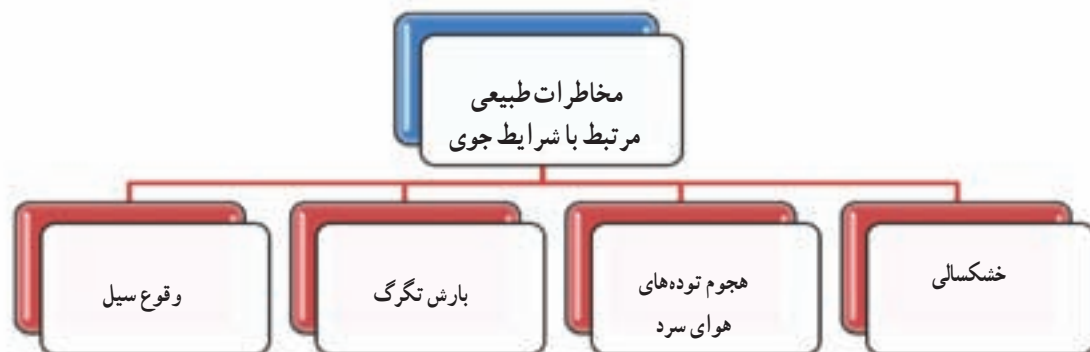 مخاطرات طبیعی
مرتبط با شرایط جوی
خشکسالی
هجوم توده‌های
هوای سرد
بارش تگرگ
وقوع سیل